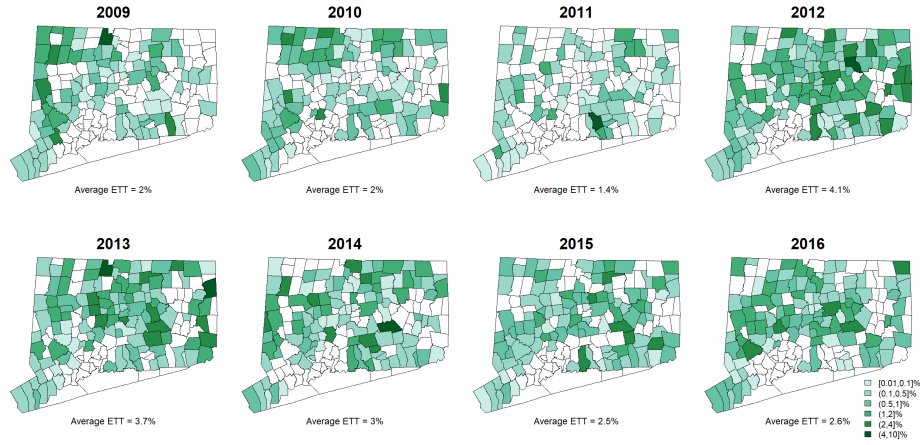 2009
2010
2011
2012
Average ETT = 2%
Average ETT = 2%
Average ETT = 1.4%
Average ETT = 4.1%
2013
2014
2015
2016
Average ETT = 3.7%
Average ETT = 3%
Average ETT = 2.5%
Average ETT = 2.6%
[0.01,0.1]%
(0.1,0.5]%
(0.5,1]%
(1,2]%
(2,4]%
(4,10]%